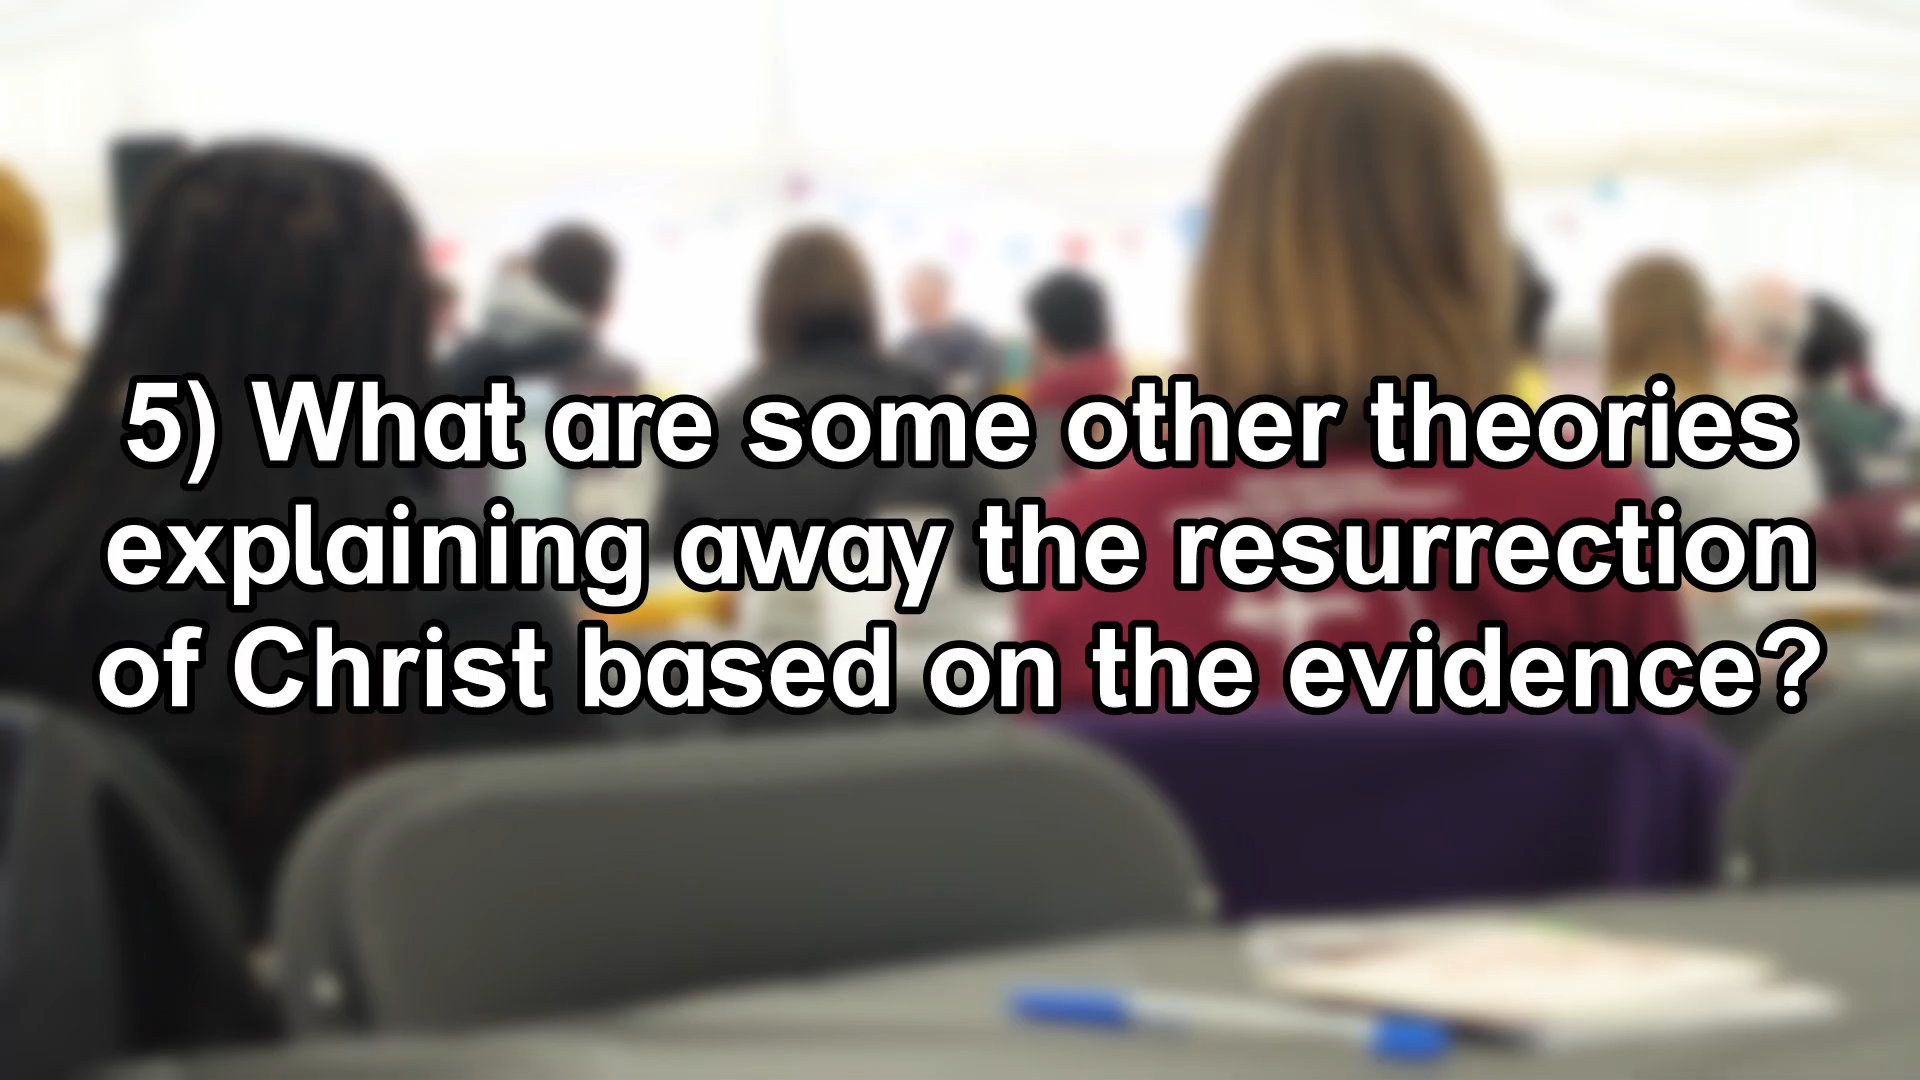 5) What are some other theories
explaining away the resurrection
of Christ based on the evidence?